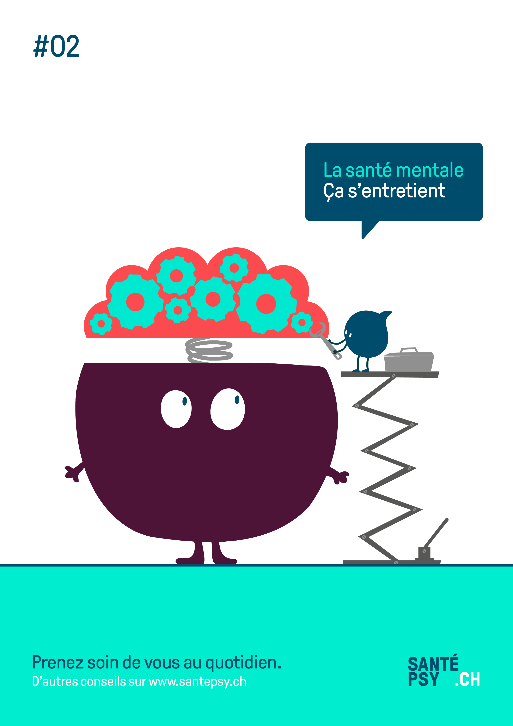 #02
La santé mentale
Ça s'entretient
Prenez soin de vous au quotidien.
D'autres conseils sur www.santepsy.ch
SANTÉ
PSY .CH